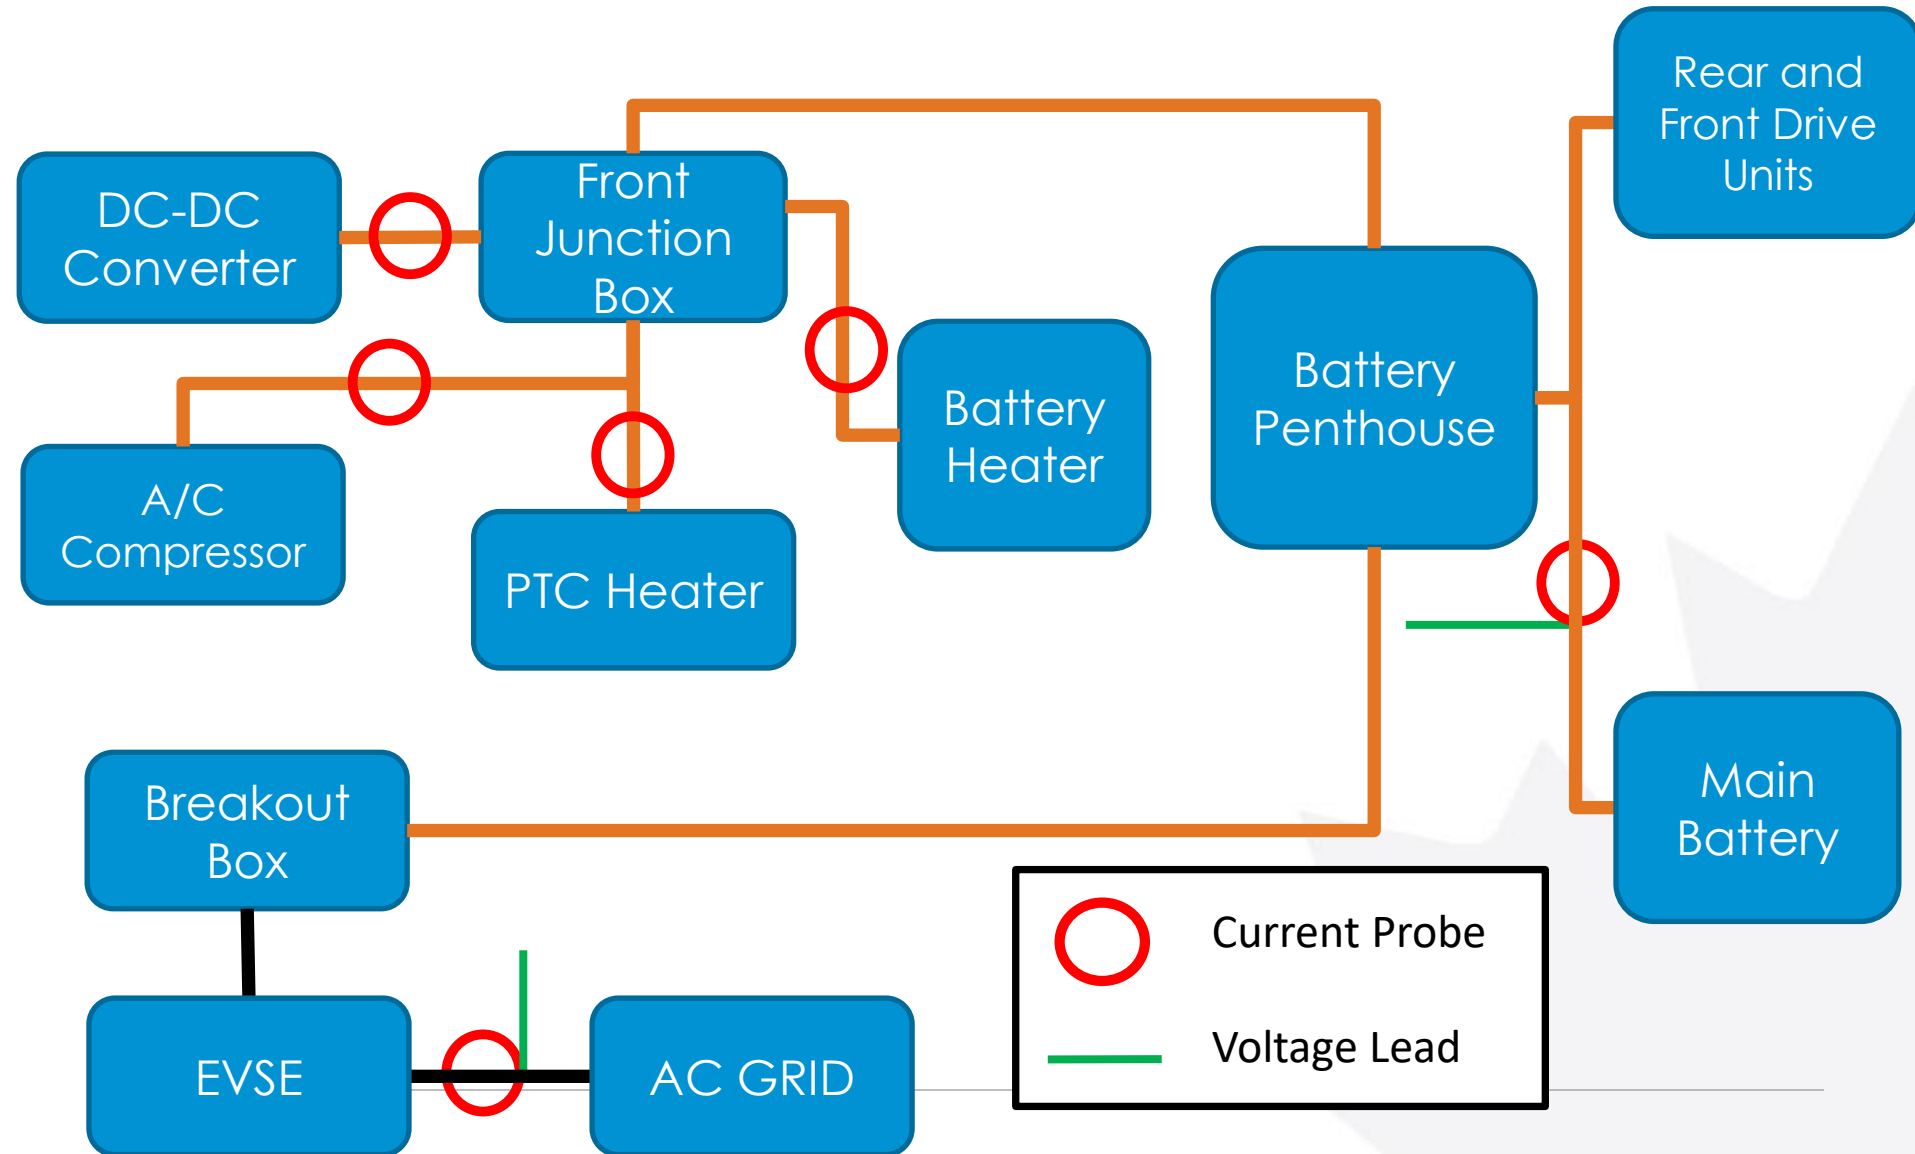 Rear and
Front Drive
Units
DC-DC
Converter
Front
Junction
Box
Battery
Penthouse
Battery
Heater
A/C
Compressor
PTC Heater
Main
Battery
Breakout
Box
Current Probe
Voltage Lead
EVSE
AC GRID